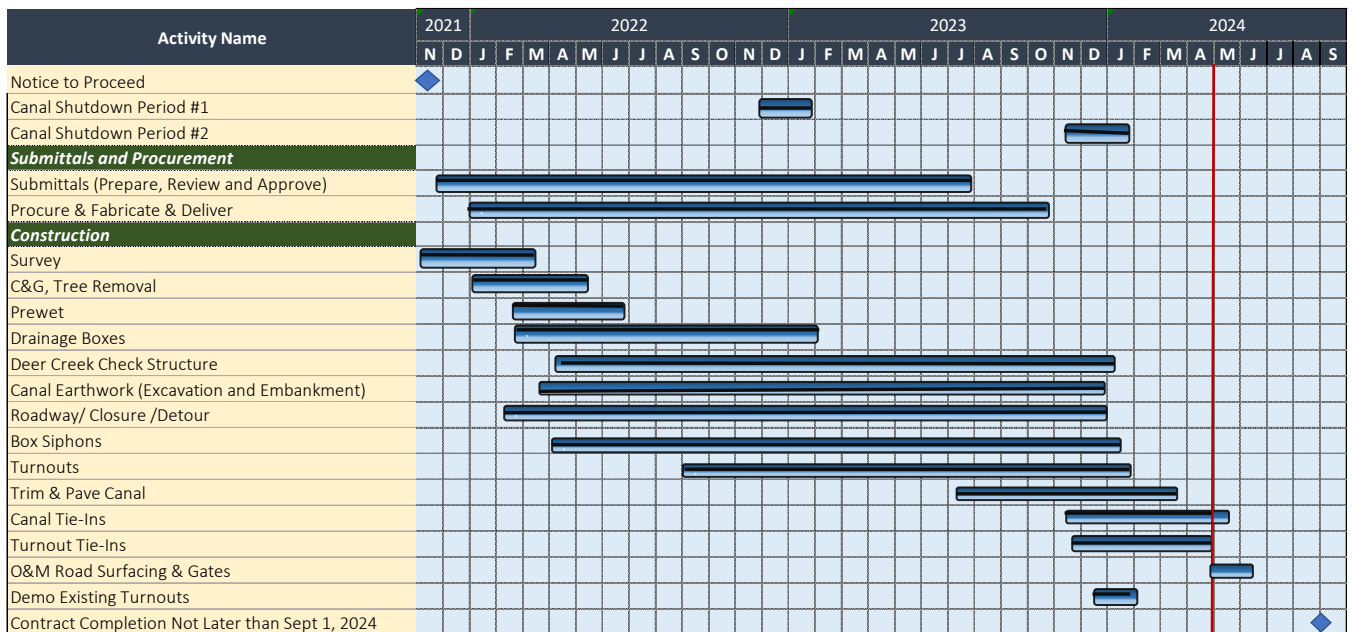 2021 2022 2023 2024
Activity Name
N D J F M A M J J A S O N D J F M A M J J A S O N D J F M A M J J A S
Notice to Proceed
Canal Shutdown Period #1
Canal Shutdown Period #2
Submittals and Procurement
Submittals (Prepare, Review and Approve)
Procure & Fabricate & Deliver
Construction
Survey
C&G, Tree Removal
Prewet
Drainage Boxes
Deer Creek Check Structure
Canal Earthwork (Excavation and Embankment)
Roadway/ Closure /Detour
Box Siphons
Turnouts
Trim & Pave Canal
Canal Tie-Ins
Turnout Tie-Ins
O&M Road Surfacing & Gates
Demo Existing Turnouts
Contract Completion Not Later than Sept 1, 2024